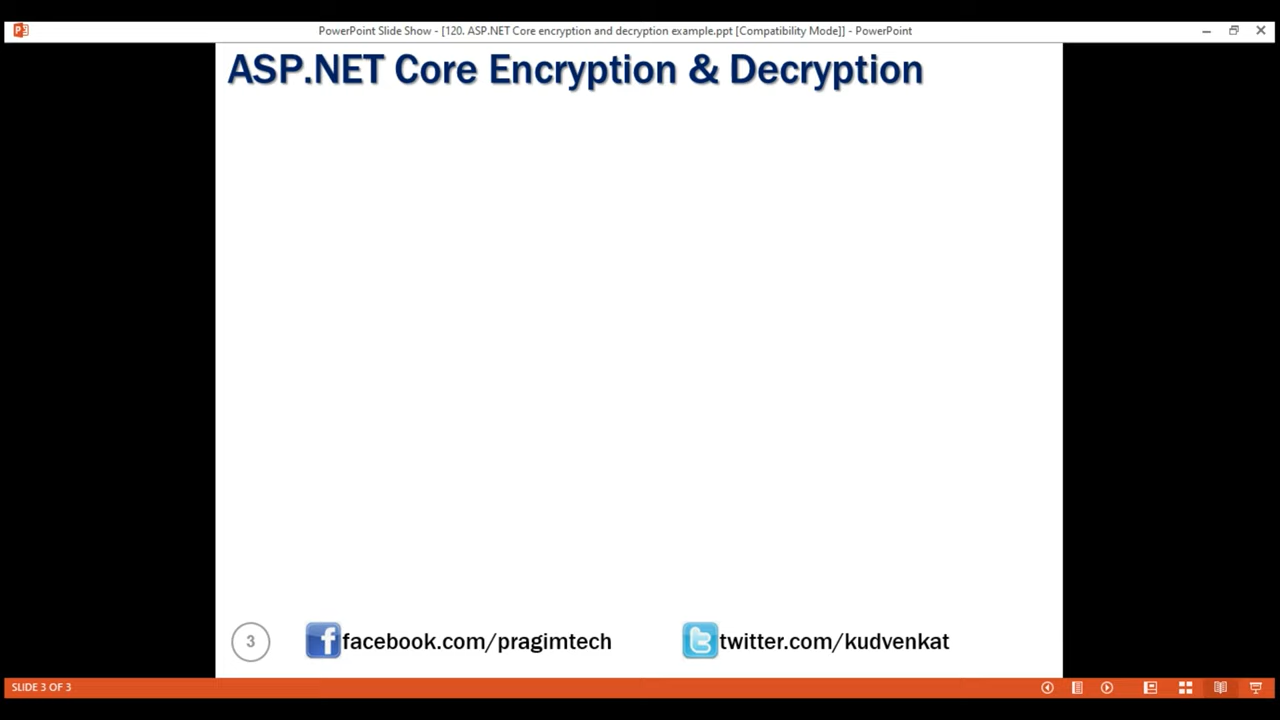 PowerPoint Slide Show - [120. ASP.NET Core encryption and decryption example.ppt [Compatibility Mode]] - PowerPoint
ASP.NET Core Encryption & Decryption
3
facebook.com/pragimtech
twitter.com/kudvenkat
SLIDE 3 OF 3